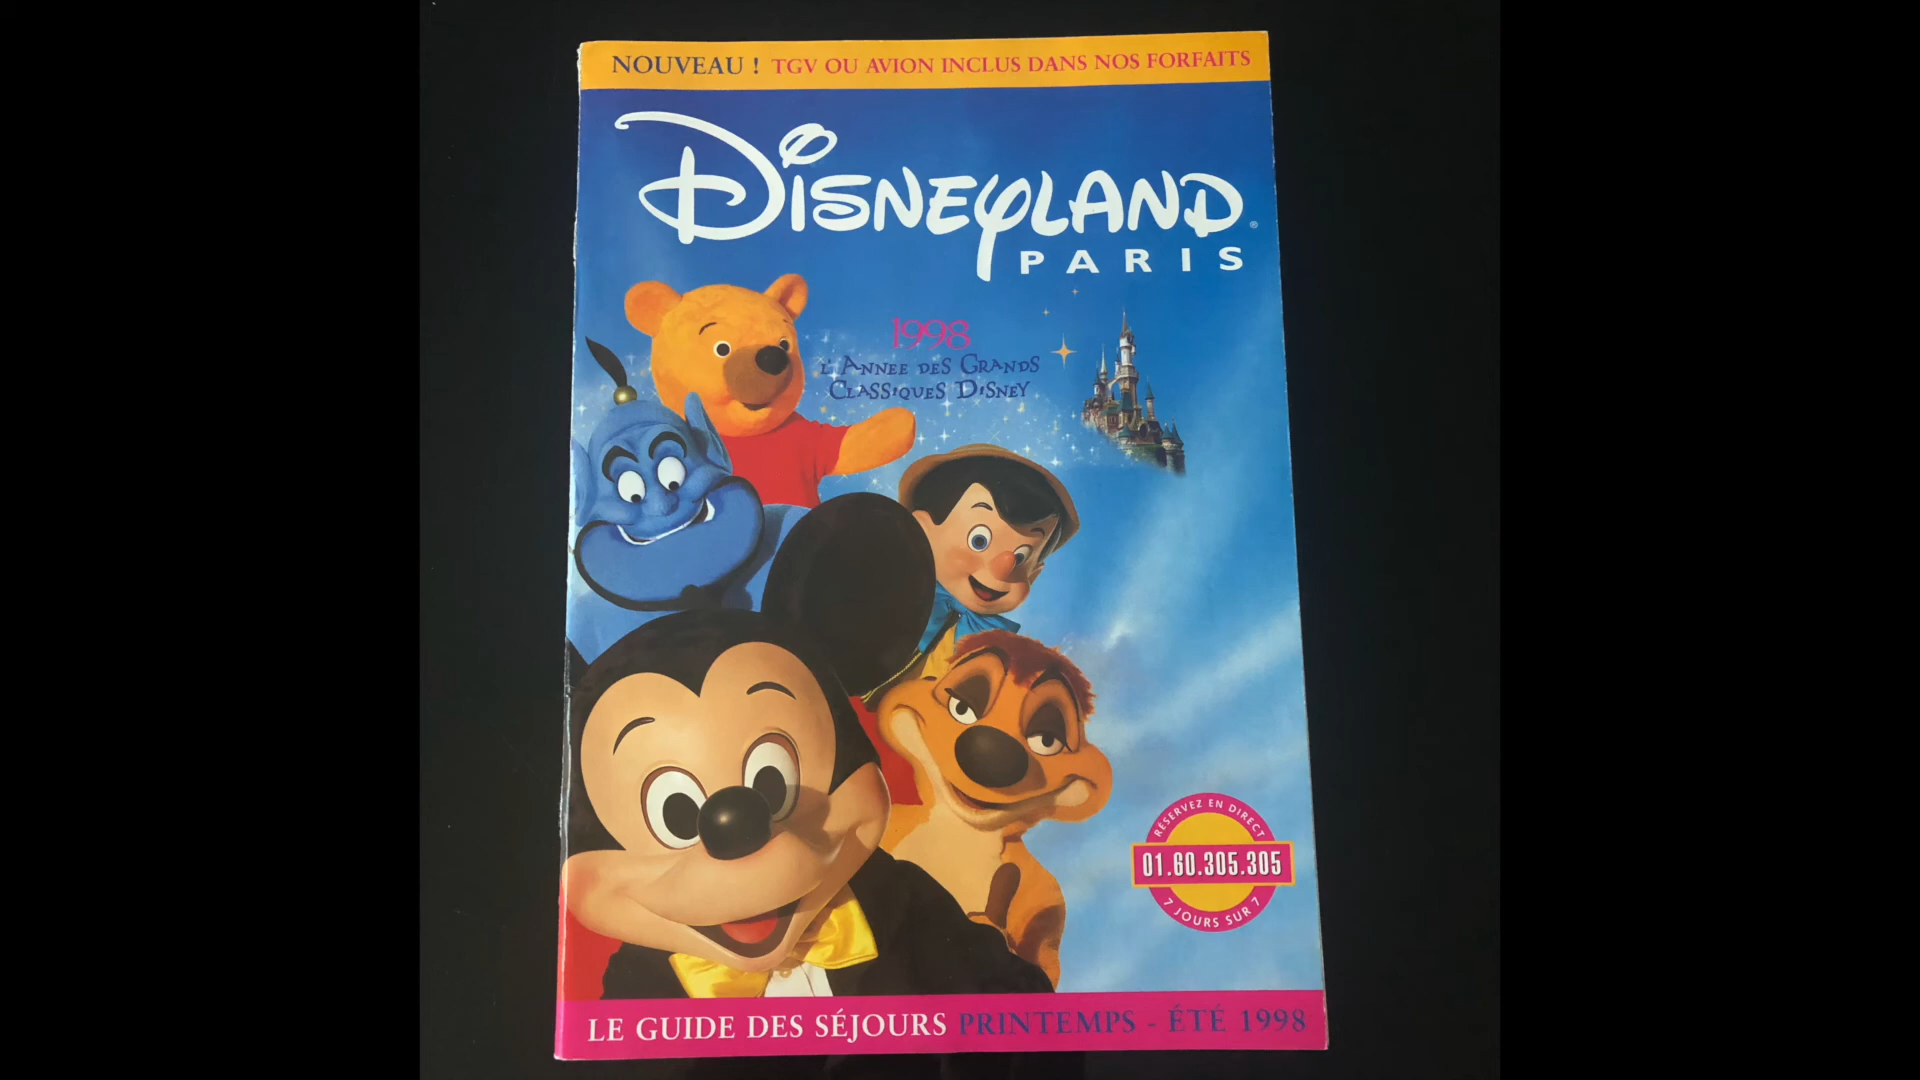 NOUVEAU ! TGV OU AVION INCLUS DANS NOS FORFAITS
DISNEYLAND®
PARIS
1998
L'ANNEE DES GRANDS
CLASSIQUES DISNEY
RÉSERVEZ EN DIRECT
01.60.305.305
7 JOURS SUR 7
LE GUIDE DES SÉJOURS PRINTEMPS - ÉTÉ 1998